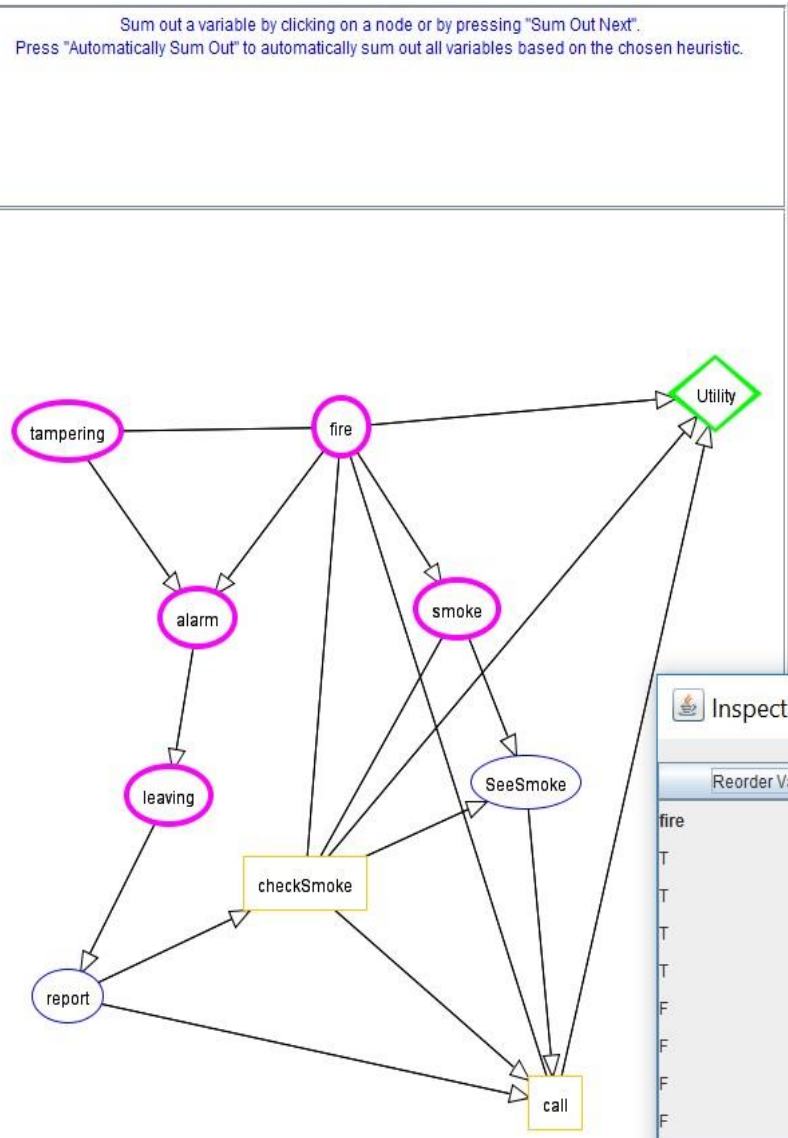 Sum out a variable by clicking on a node or by pressing "Sum Out Next".
Press "Automatically Sum Out" to automatically sum out all variables based on the chosen heuristic.
Utility
tampering
fire
alarm
smoke
Inspect
leaving
SeeSmoke
Reorder
fire
T
T
T
T
F
F
F
F
checkSmoke
report
call